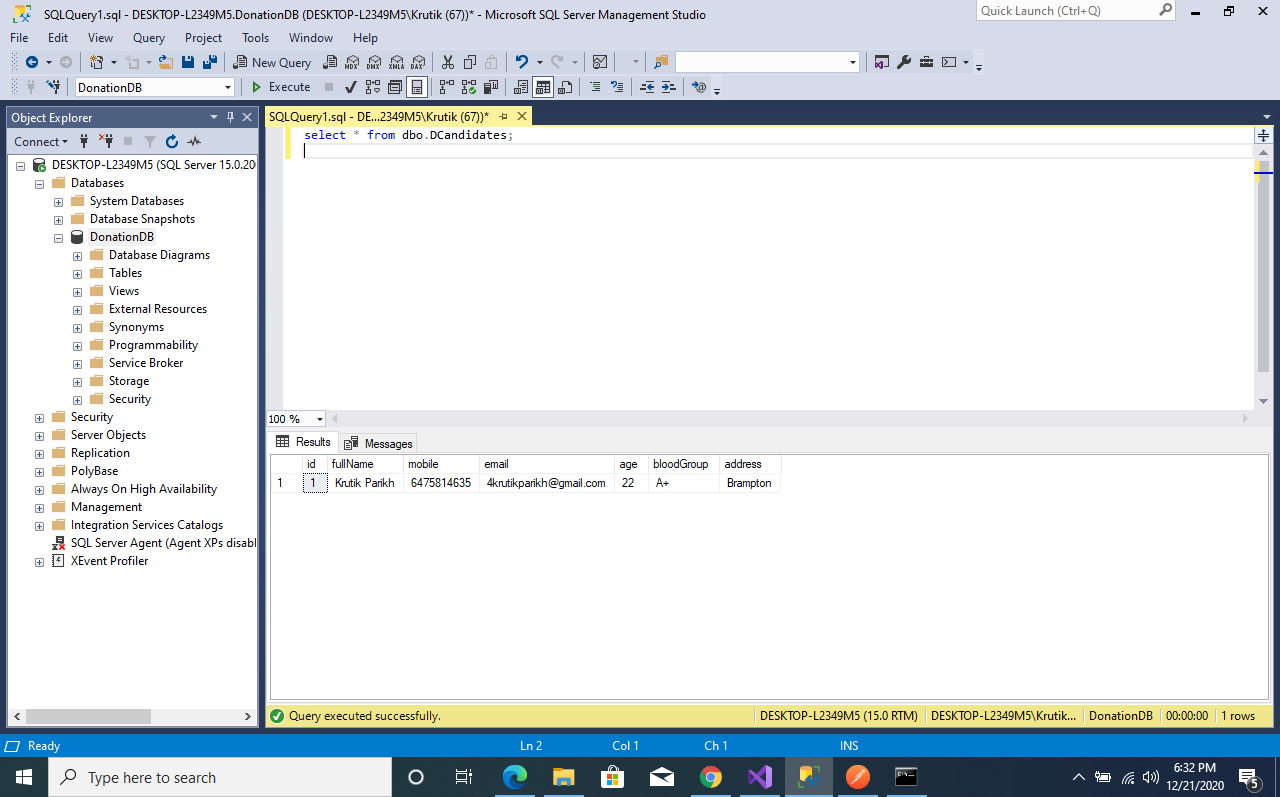 SQLQuery1.sql - DESKTOP-L2349M5.DonationDB (DESKTOP-L2349M5\Krutik (67))* - Microsoft SQL Server Management Studio
Quick Launch (Ctrl+Q)
File Edit View Query Project Tools Window Help
New Query MDX DMX XMLA DAX
DonationDB Execute
Object Explorer
Connect
DESKTOP-L2349M5 (SQL Server 15.0.20
Databases
System Databases
Database Snapshots
DonationDB
Database Diagrams
Tables
Views
External Resources
Synonyms
Programmability
Service Broker
Storage
Security
Security
Server Objects
Replication
PolyBase
Always On High Availability
Management
Integration Services Catalogs
SQL Server Agent (Agent XPs disabl
XEvent Profiler
SQLQuery1.sql - DE...2349M5\Krutik (67))*
select * from dbo.DCandidates;
100 %
Results Messages
id fullName mobile email age bloodGroup address
1 1 Krutik Parikh 6475814635 4krutikparikh@gmail.com 22 A+ Brampton
Query executed successfully. DESKTOP-L2349M5 (15.0 RTM) DESKTOP-L2349M5\Krutik... DonationDB 00:00:00 1 rows
Ready Ln 2 Col 1 Ch 1 INS
Type here to search
6:32 PM
12/21/2020
5